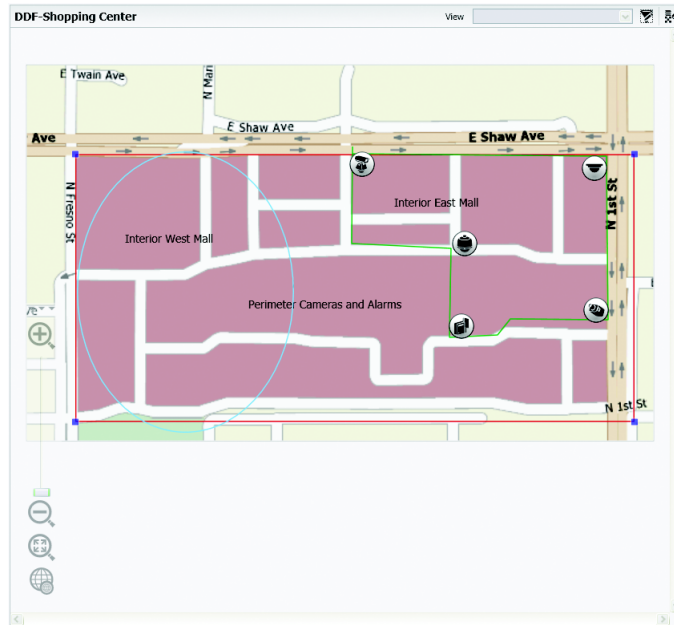 DDF-Shopping Center
View
E Twain Ave
N Mari
E Shaw Ave
Ave
E Shaw Ave
N Fresno St
N 1st St
Interior East Mall
Interior West Mall
Perimeter Cameras and Alarms
N 1st St